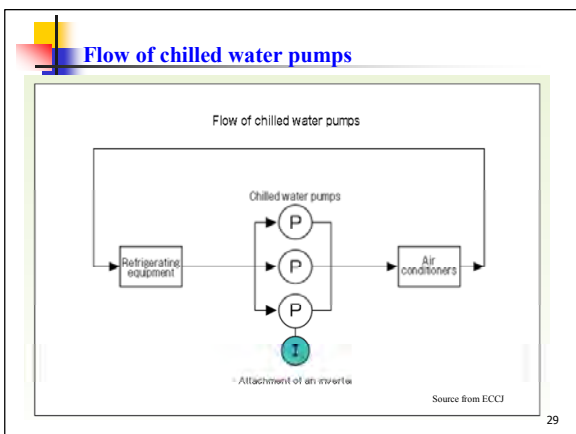 Flow of chilled water pumps
Flow of chilled water pumps
Chilled water pumps
P
Refrigerating
equipment
P
Air
conditioners
P
I
Attachment of an inverter
Source from ECCJ
29